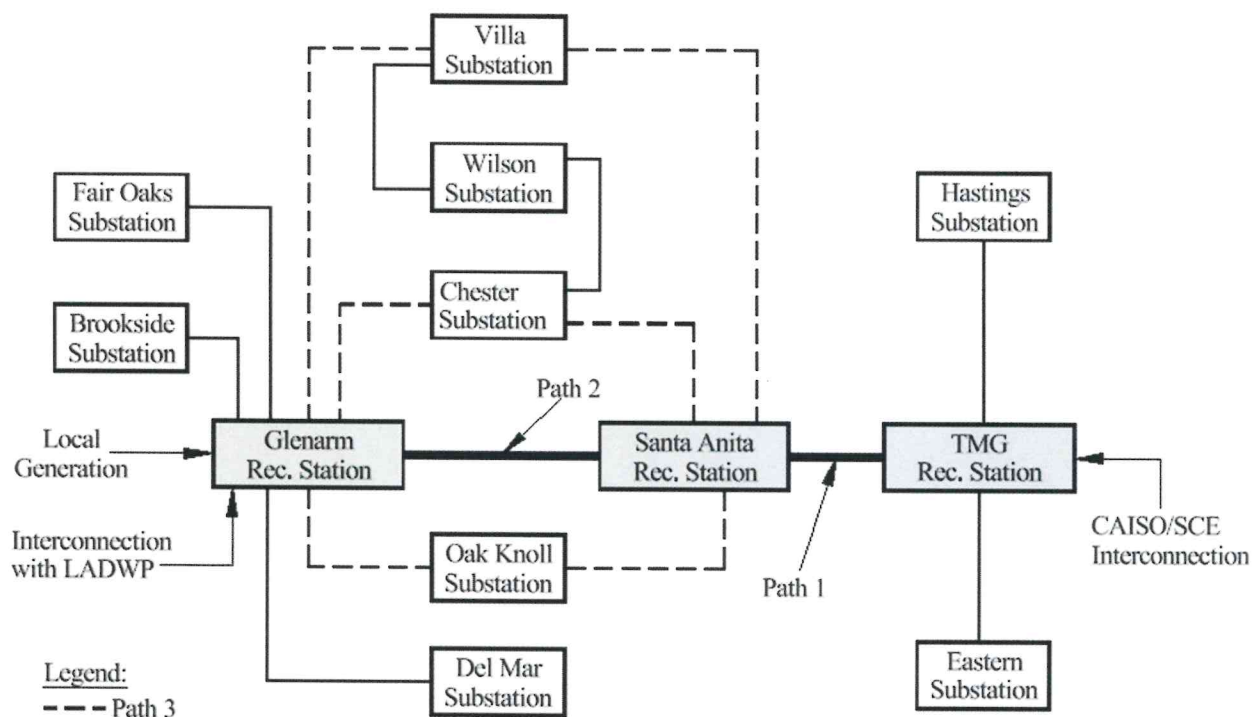 Villa
Substation
Wilson
Substation
Fair Oaks
Substation
Hastings
Substation
Chester
Substation
Brookside
Substation
Path 2
Local
Generation
Glenarm
Rec. Station
Santa Anita
Rec. Station
TMG
Rec. Station
Interconnection
with LADWP
Oak Knoll
Substation
Path 1
CAISO/SCE
Interconnection
Del Mar
Substation
Eastern
Substation
Legend:
Path 3